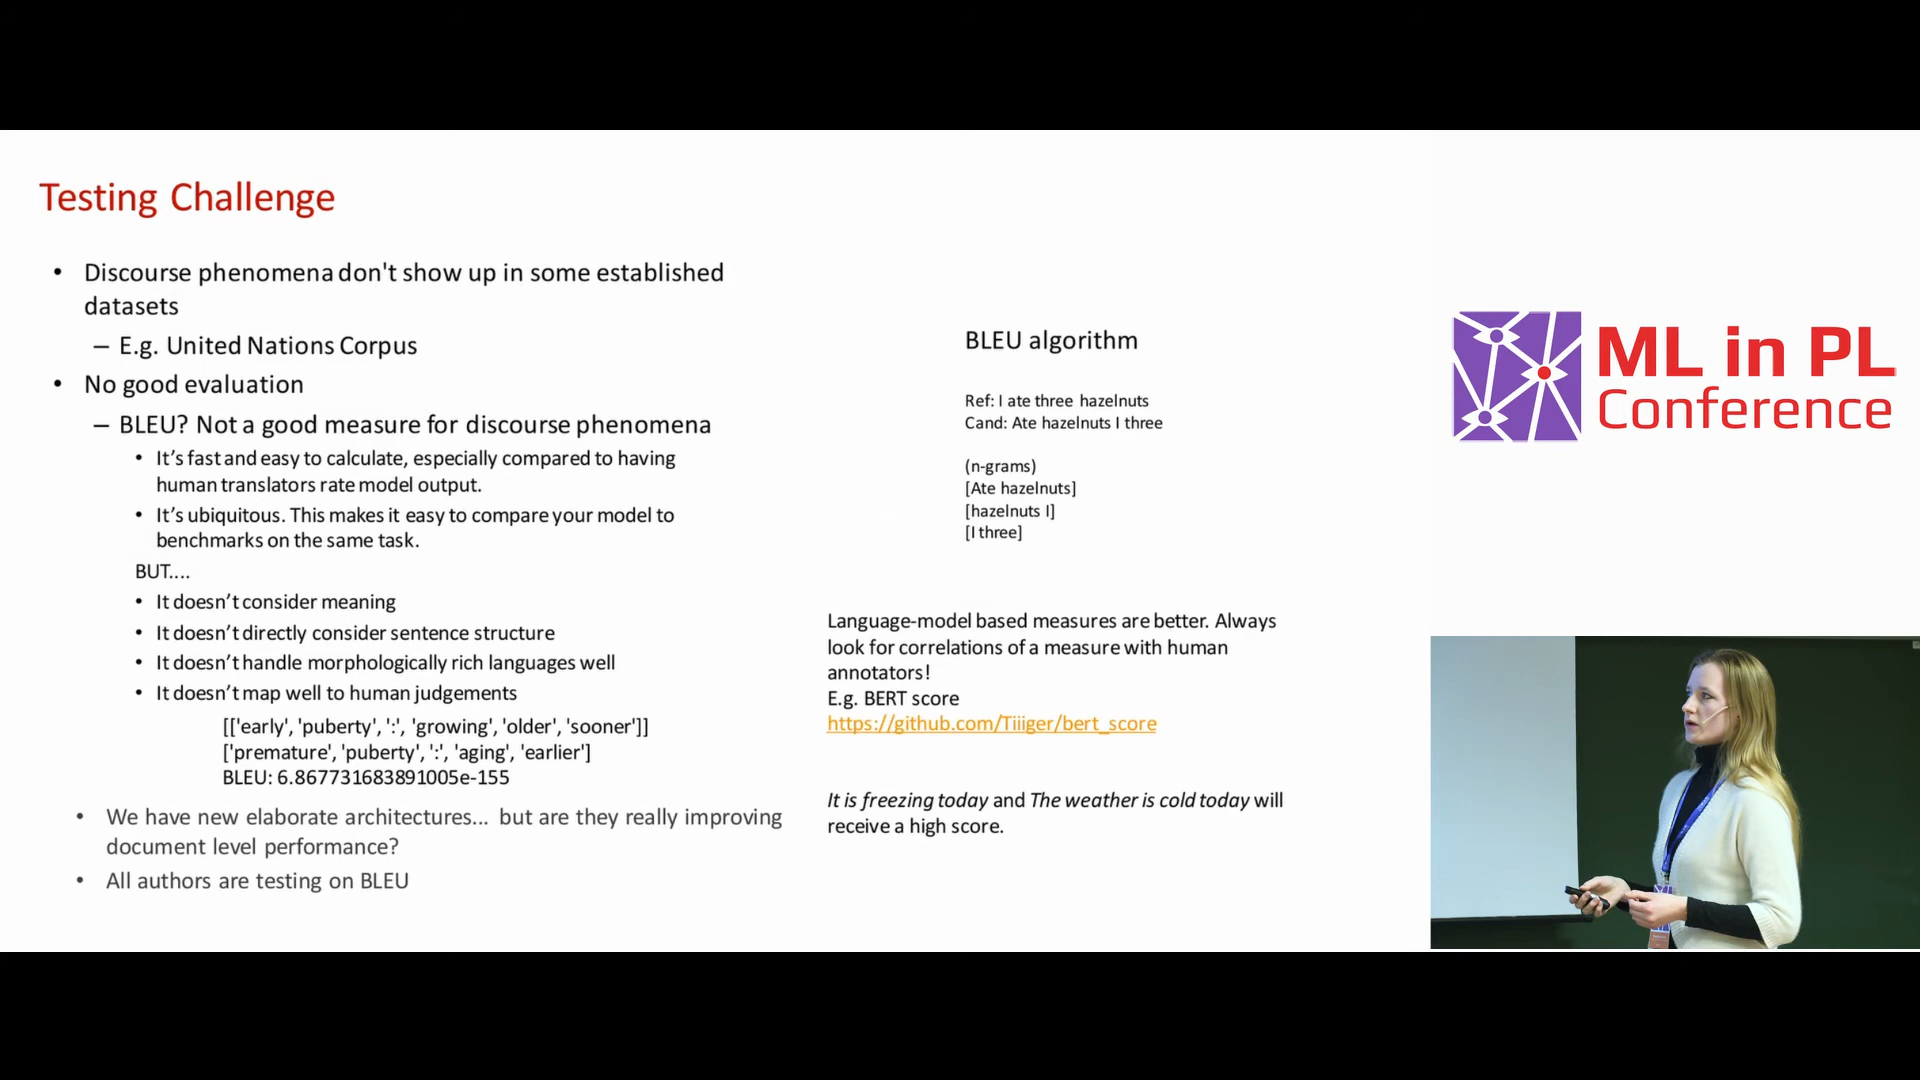 Testing Challenge
• Discourse phenomena don't show up in some established
datasets
– E.g. United Nations Corpus
• No good evaluation
– BLEU? Not a good measure for discourse phenomena
• It's fast and easy to calculate, especially compared to having
human translators rate model output.
• It's ubiquitous. This makes it easy to compare your model to
benchmarks on the same task.
BUT....
• It doesn't consider meaning
• It doesn't directly consider sentence structure
• It doesn't handle morphologically rich languages well
• It doesn't map well to human judgements
[['early', 'puberty', ':', 'growing', 'older', 'sooner']]
['premature', 'puberty', ':', 'aging', 'earlier']
BLEU: 6.867731683891005e-155
• We have new elaborate architectures... but are they really improving
document level performance?
• All authors are testing on BLEU
BLEU algorithm
Ref: I ate three hazelnuts
Cand: Ate hazelnuts I three
(n-grams)
[Ate hazelnuts]
[hazelnuts I]
[I three]
Language-model based measures are better. Always
look for correlations of a measure with human
annotators!
E.g. BERT score
https://github.com/Tiiiger/bert_score
It is freezing today and The weather is cold today will
receive a high score.
ML in PL
Conference